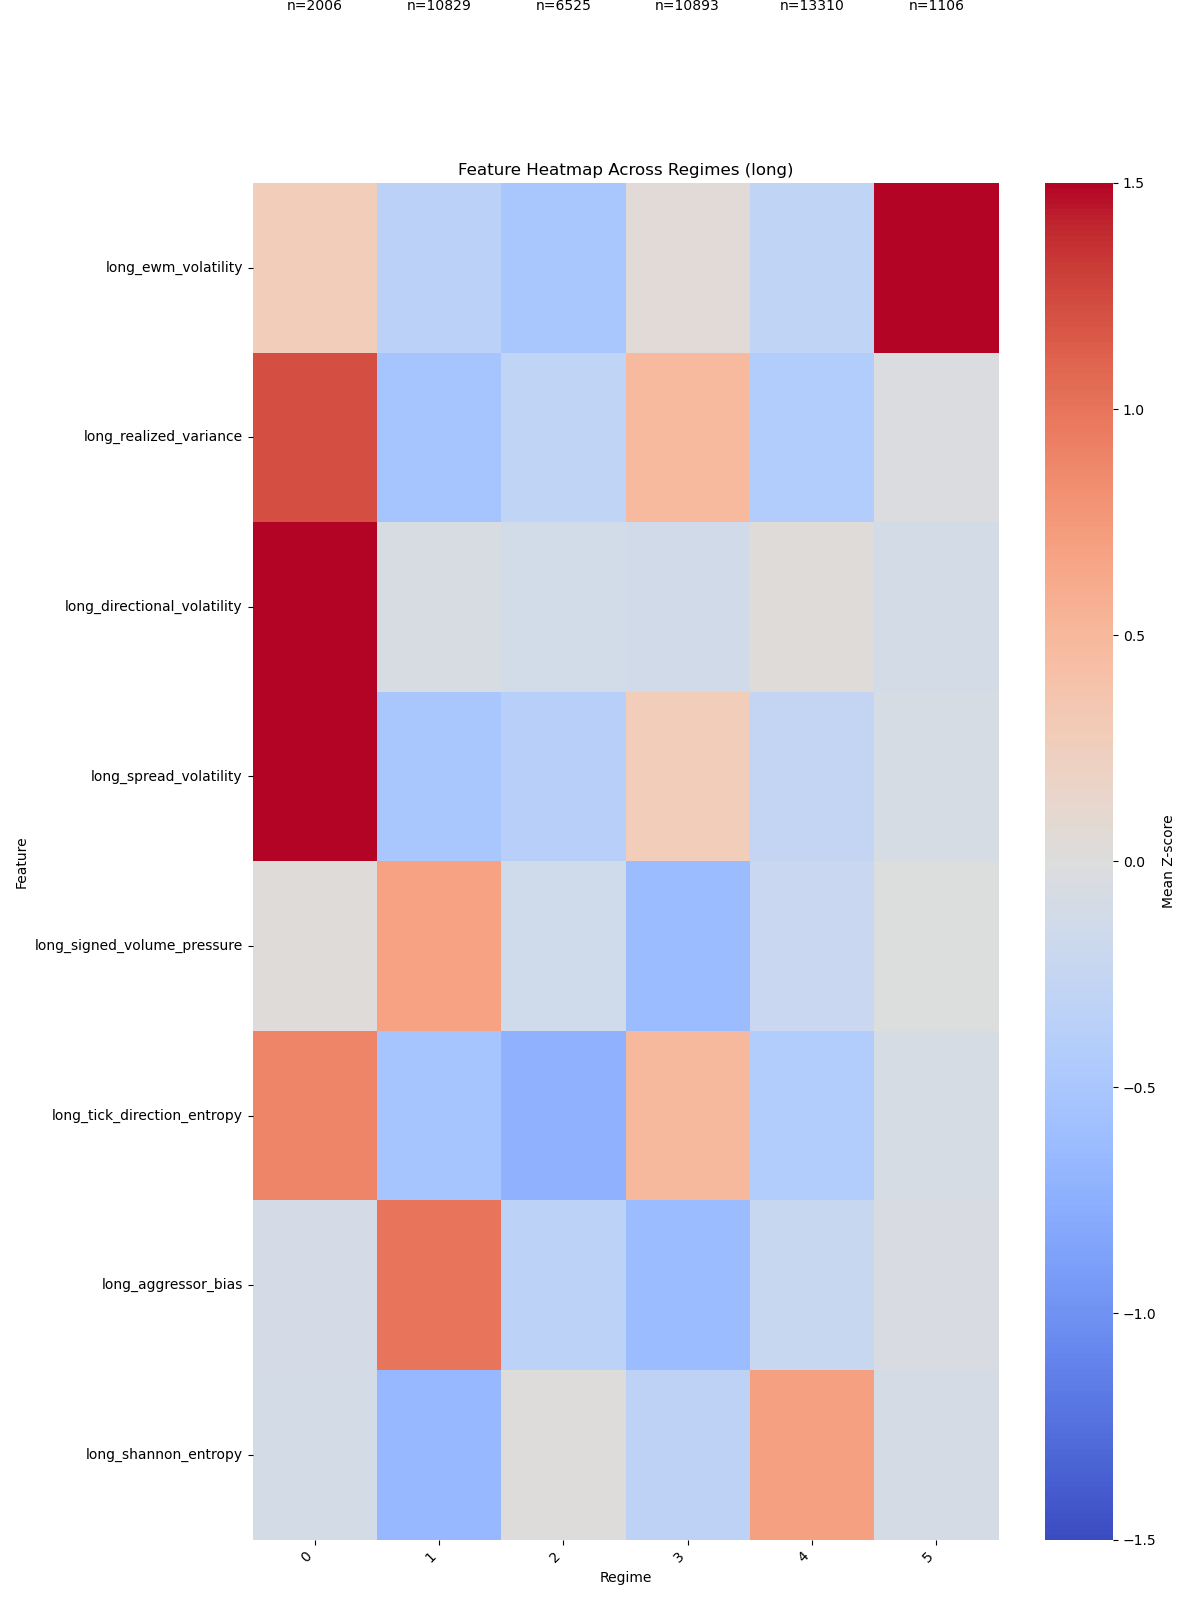 n=2006 n=10829 n=6525 n=10893 n=13310 n=1106
Feature Heatmap Across Regimes (long)
long_ewm_volatility
long_realized_variance
long_directional_volatility
long_spread_volatility
long_signed_volume_pressure
long_tick_direction_entropy
long_aggressor_bias
long_shannon_entropy
Feature
0 1 2 3 4 5
Regime
1.5
1.0
0.5
0.0
−0.5
−1.0
−1.5
Mean Z-score